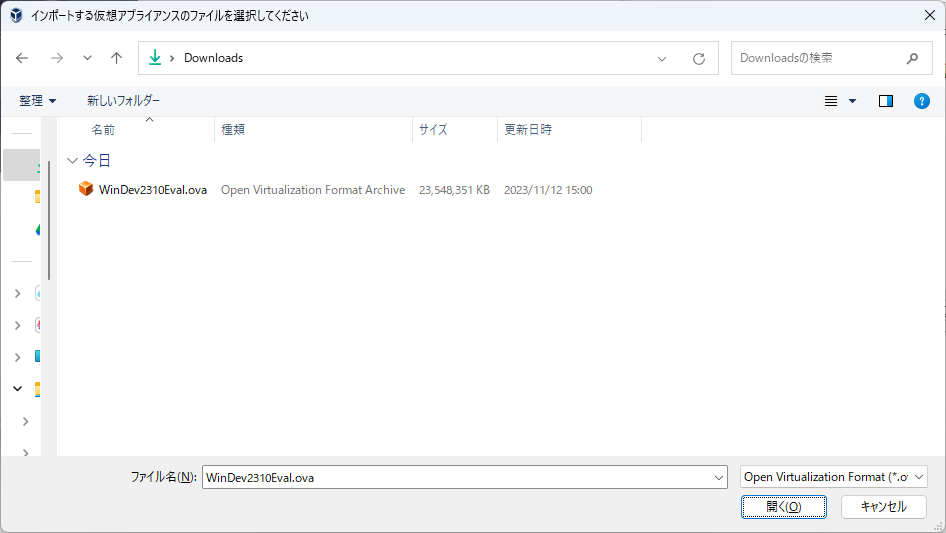 インポートする仮想アプライアンスのファイルを選択してください
Downloads
Downloadsの検索
整理 新しいフォルダー
名前 種類 サイズ 更新日時
今日
WinDev2310Eval.ova Open Virtualization Format Archive 23,548,351 KB 2023/11/12 15:00
ファイル名(N): WinDev2310Eval.ova Open Virtualization Format (*.o
開く(O) キャンセル